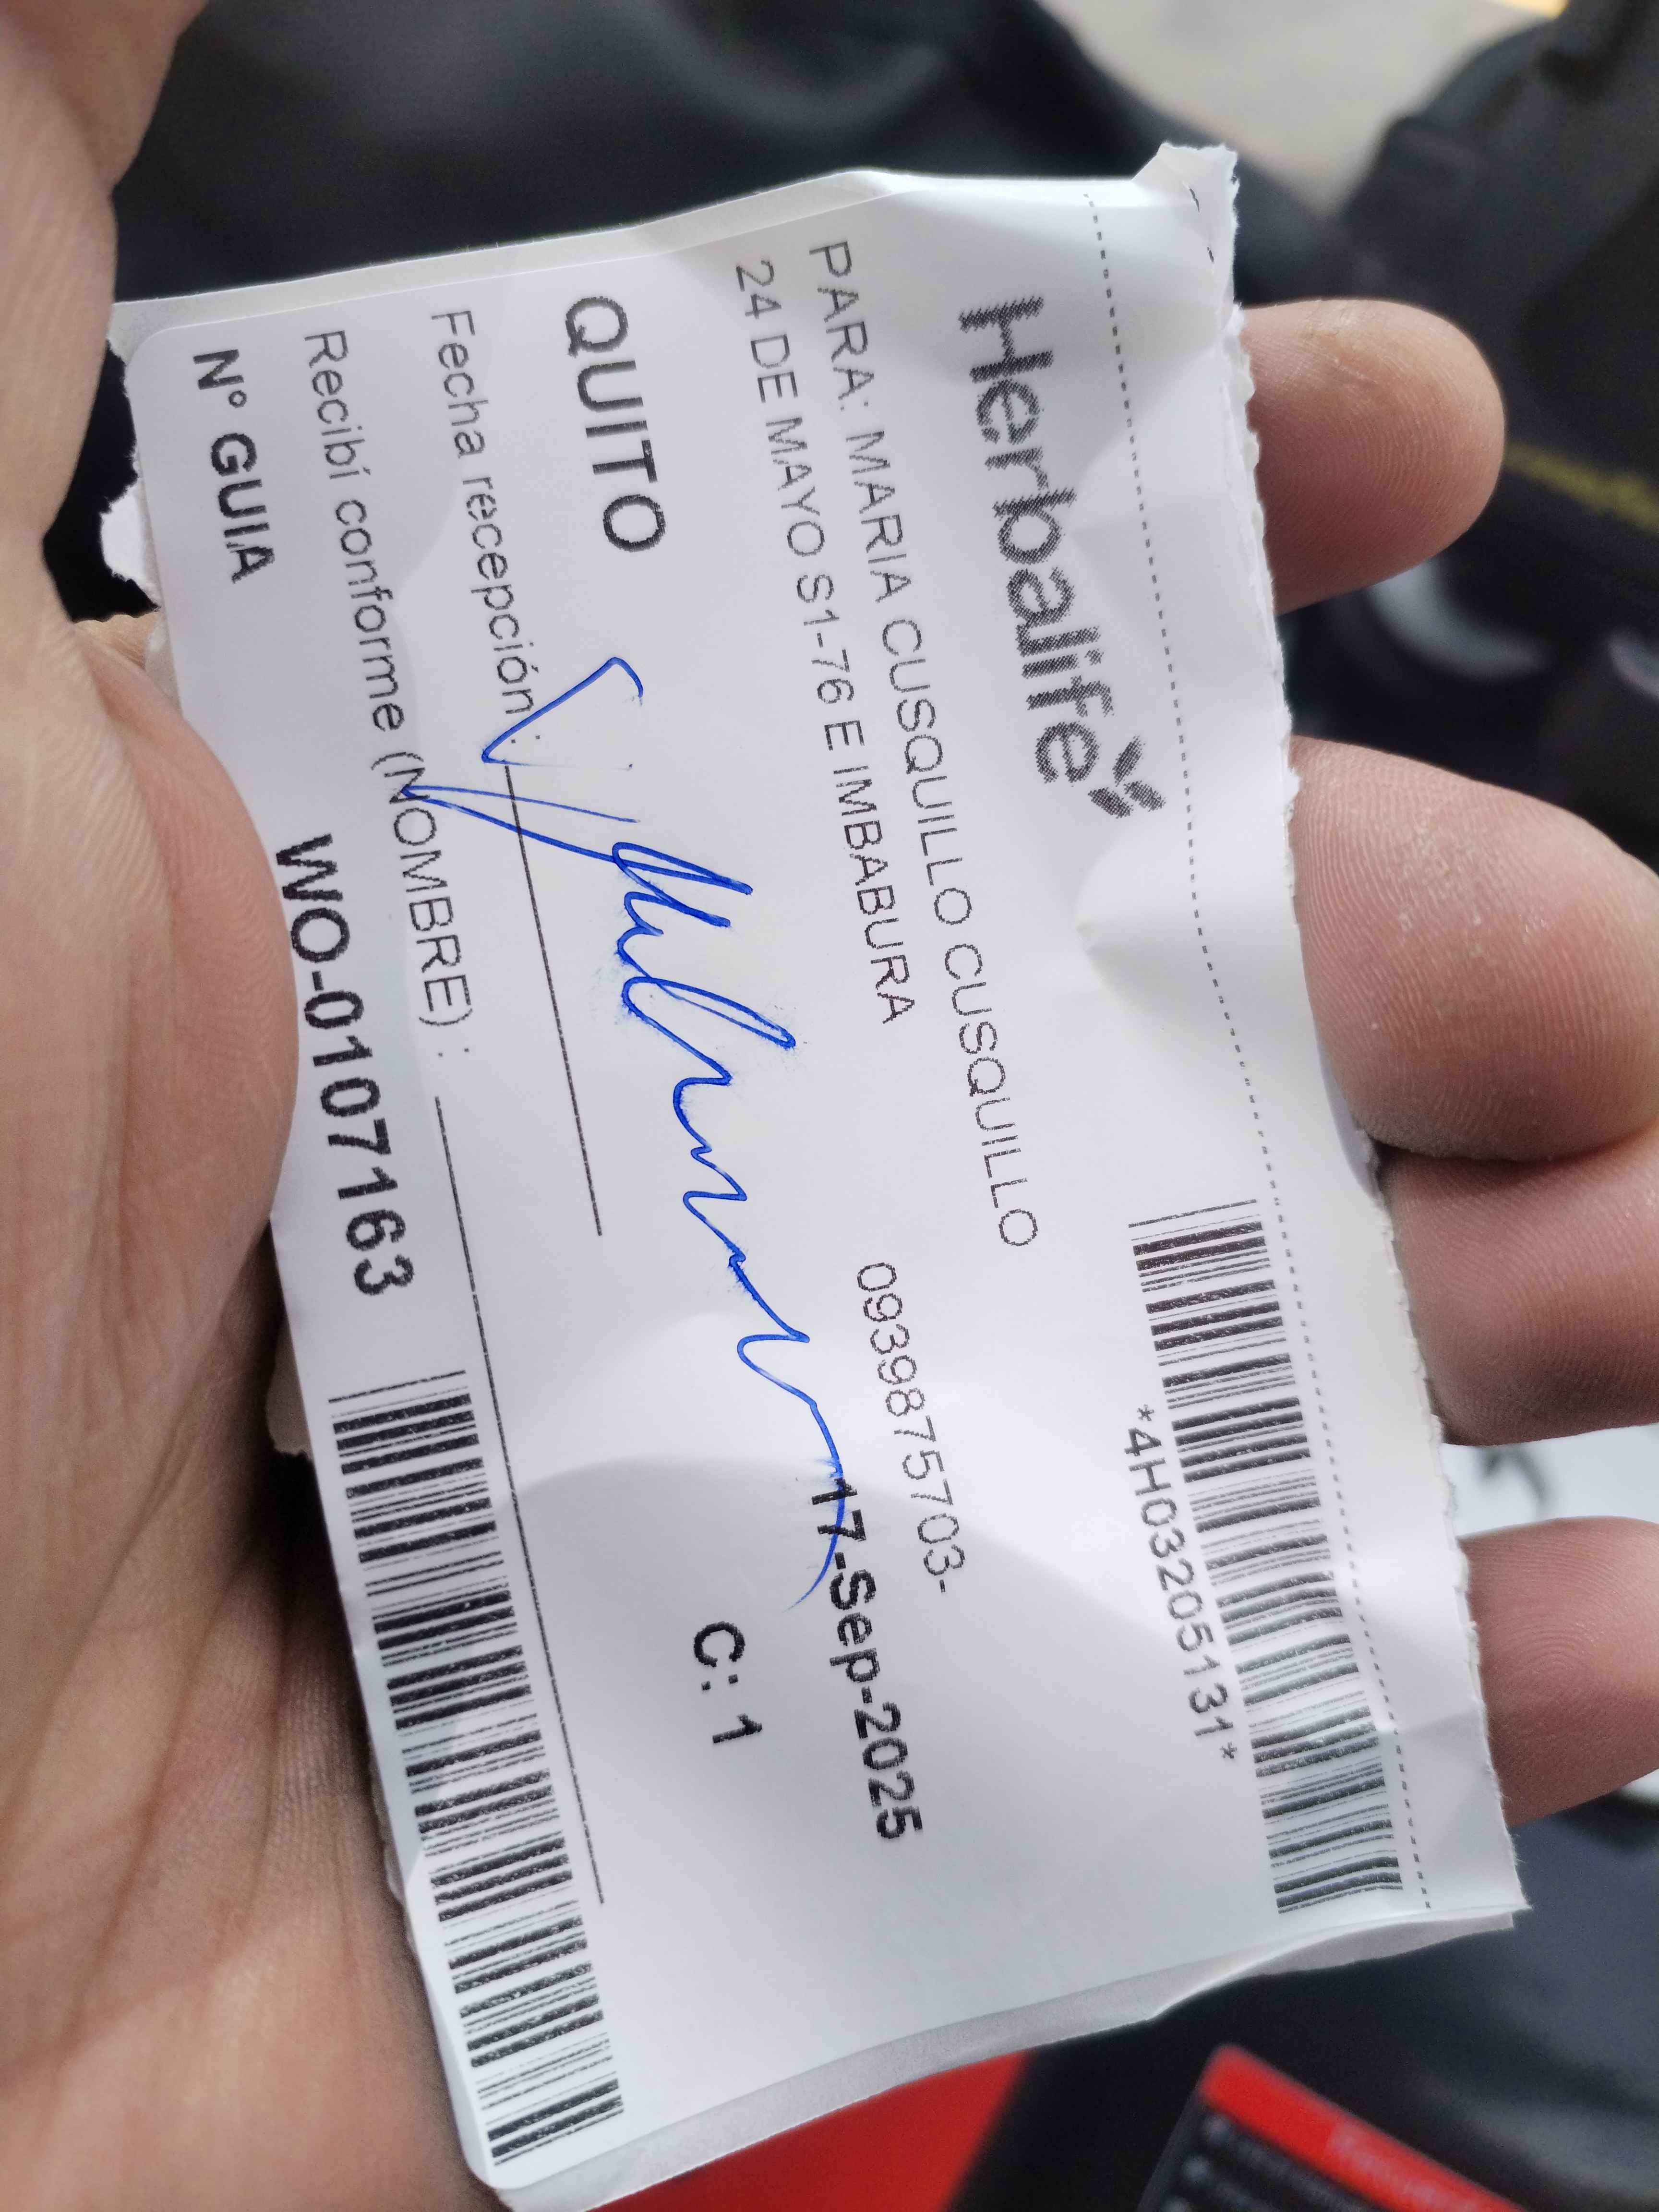 Herbalife
*4H03205131*
PARA: MARIA CUSQUILLO CUSQUILLO
24 DE MAYO S1-76 E IMBABURA
0939875703-
17-Sep-2025
QUITO
C: 1
Fecha recepción :
Recibí conforme (NOMBRE) :
N° GUIA WO-0107163